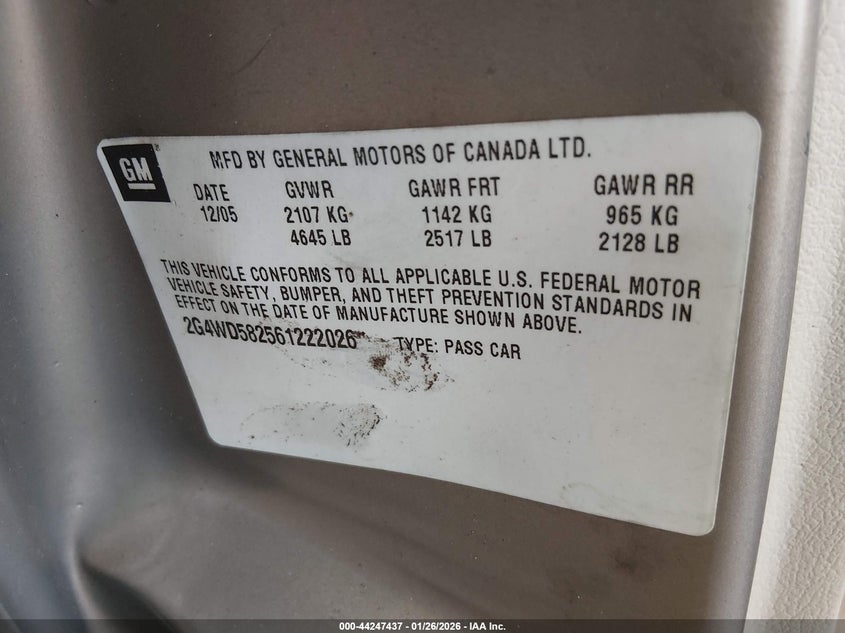 GM
MFD BY GENERAL MOTORS OF CANADA LTD.
DATE GVWR GAWR FRT GAWR RR
12/05 2107 KG 1142 KG 965 KG
4645 LB 2517 LB 2128 LB
THIS VEHICLE CONFORMS TO ALL APPLICABLE U.S. FEDERAL MOTOR
VEHICLE SAFETY, BUMPER, AND THEFT PREVENTION STANDARDS IN
EFFECT ON THE DATE OF MANUFACTURE SHOWN ABOVE.
2G4WD582561222026 TYPE: PASS CAR
000-44247437 - 01/26/2026 - IAA Inc.